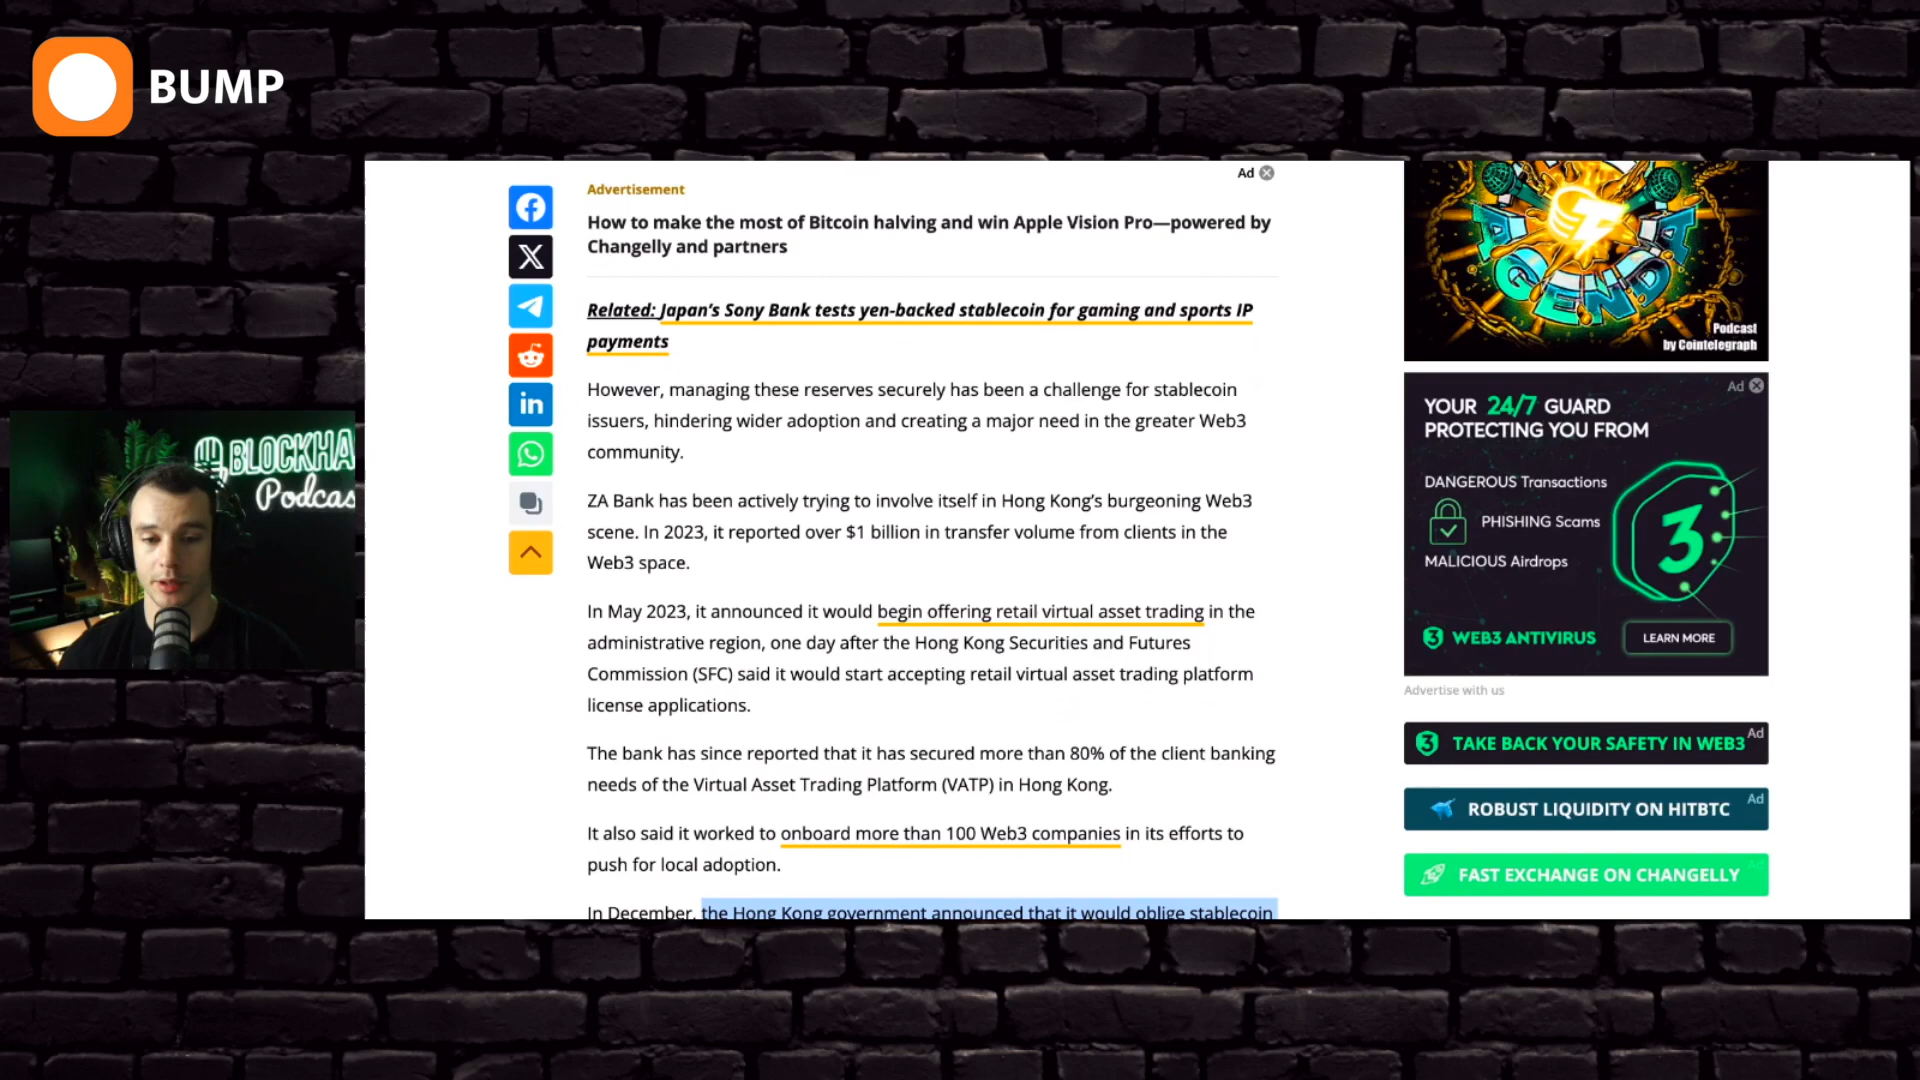 BUMP
BLOCKHA
Podcas
Ad
Advertisement
How to make the most of Bitcoin halving and win Apple Vision Pro—powered by
Changelly and partners
Related: Japan's Sony Bank tests yen-backed stablecoin for gaming and sports IP
payments
However, managing these reserves securely has been a challenge for stablecoin
issuers, hindering wider adoption and creating a major need in the greater Web3
community.
ZA Bank has been actively trying to involve itself in Hong Kong's burgeoning Web3
scene. In 2023, it reported over $1 billion in transfer volume from clients in the
Web3 space.
In May 2023, it announced it would begin offering retail virtual asset trading in the
administrative region, one day after the Hong Kong Securities and Futures
Commission (SFC) said it would start accepting retail virtual asset trading platform
license applications.
The bank has since reported that it has secured more than 80% of the client banking
needs of the Virtual Asset Trading Platform (VATP) in Hong Kong.
It also said it worked to onboard more than 100 Web3 companies in its efforts to
push for local adoption.
In December, the Hong Kong government announced that it would oblige stablecoin
AGENDA
Podcast
by Cointelegraph
Ad
YOUR 24/7 GUARD
PROTECTING YOU FROM
DANGEROUS Transactions
PHISHING Scams
MALICIOUS Airdrops
3
3 WEB3 ANTIVIRUS
LEARN MORE
Advertise with us
3 TAKE BACK YOUR SAFETY IN WEB3 Ad
ROBUST LIQUIDITY ON HITBTC Ad
FAST EXCHANGE ON CHANGELLY Ad